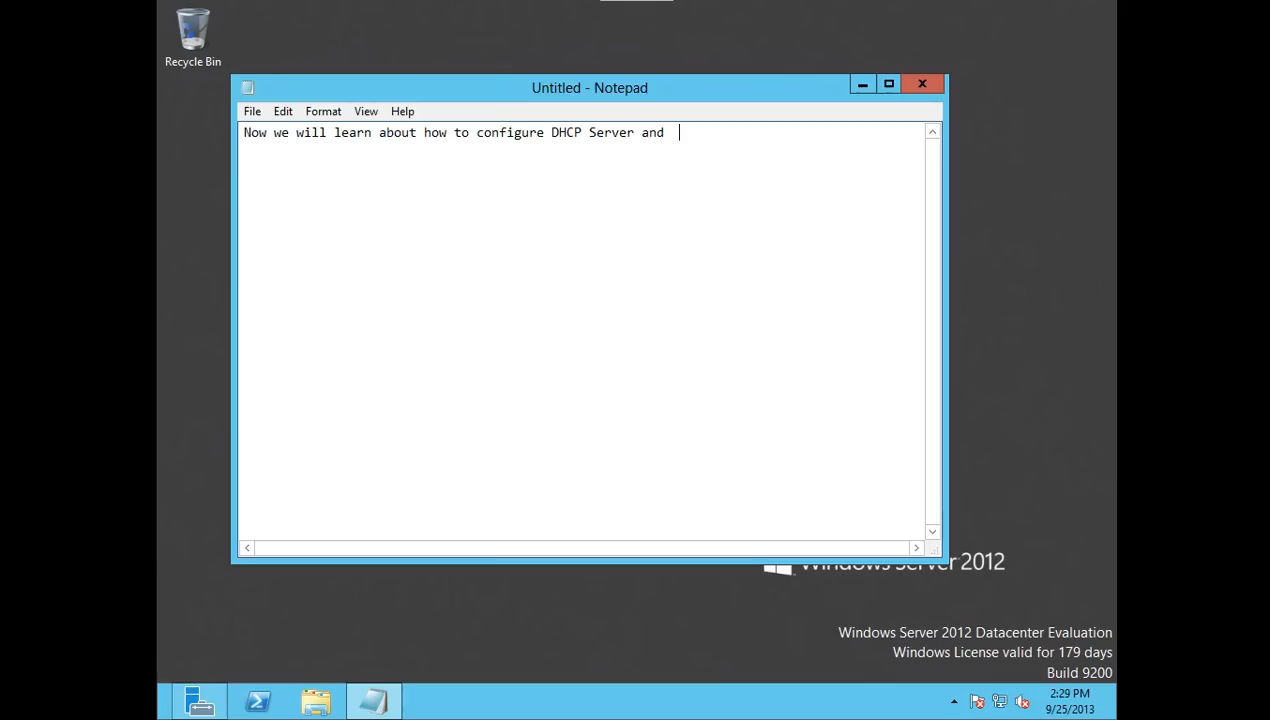 Recycle Bin
Untitled - Notepad
File Edit Format View Help
Now we will learn about how to configure DHCP Server and
Windows Server 2012
Windows Server 2012 Datacenter Evaluation
Windows License valid for 179 days
Build 9200
2:29 PM
9/25/2013